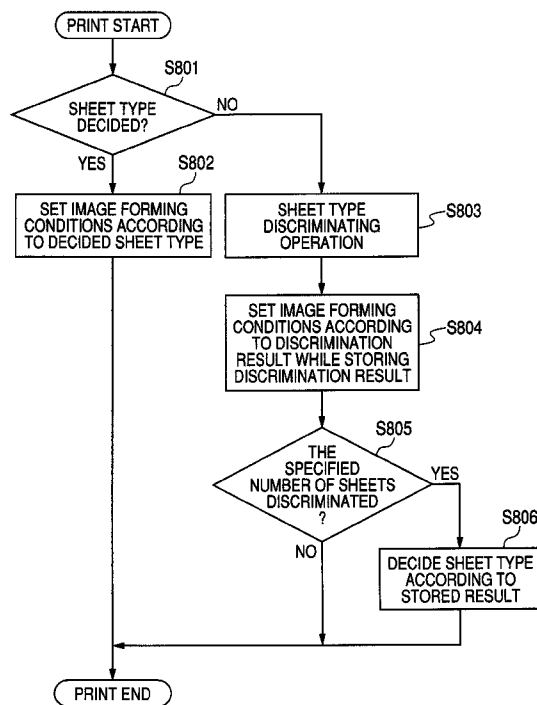 PRINT START
S801
SHEET TYPE
DECIDED?
NO
YES
S802
SET IMAGE FORMING
CONDITIONS ACCORDING
TO DECIDED SHEET TYPE
SHEET TYPE
DISCRIMINATING
OPERATION
S803
SET IMAGE FORMING
CONDITIONS ACCORDING
TO DISCRIMINATION
RESULT WHILE STORING
DISCRIMINATION RESULT
S804
S805
THE
SPECIFIED
NUMBER OF SHEETS
DISCRIMINATED
?
YES
NO
S806
DECIDE SHEET TYPE
ACCORDING TO
STORED RESULT
PRINT END